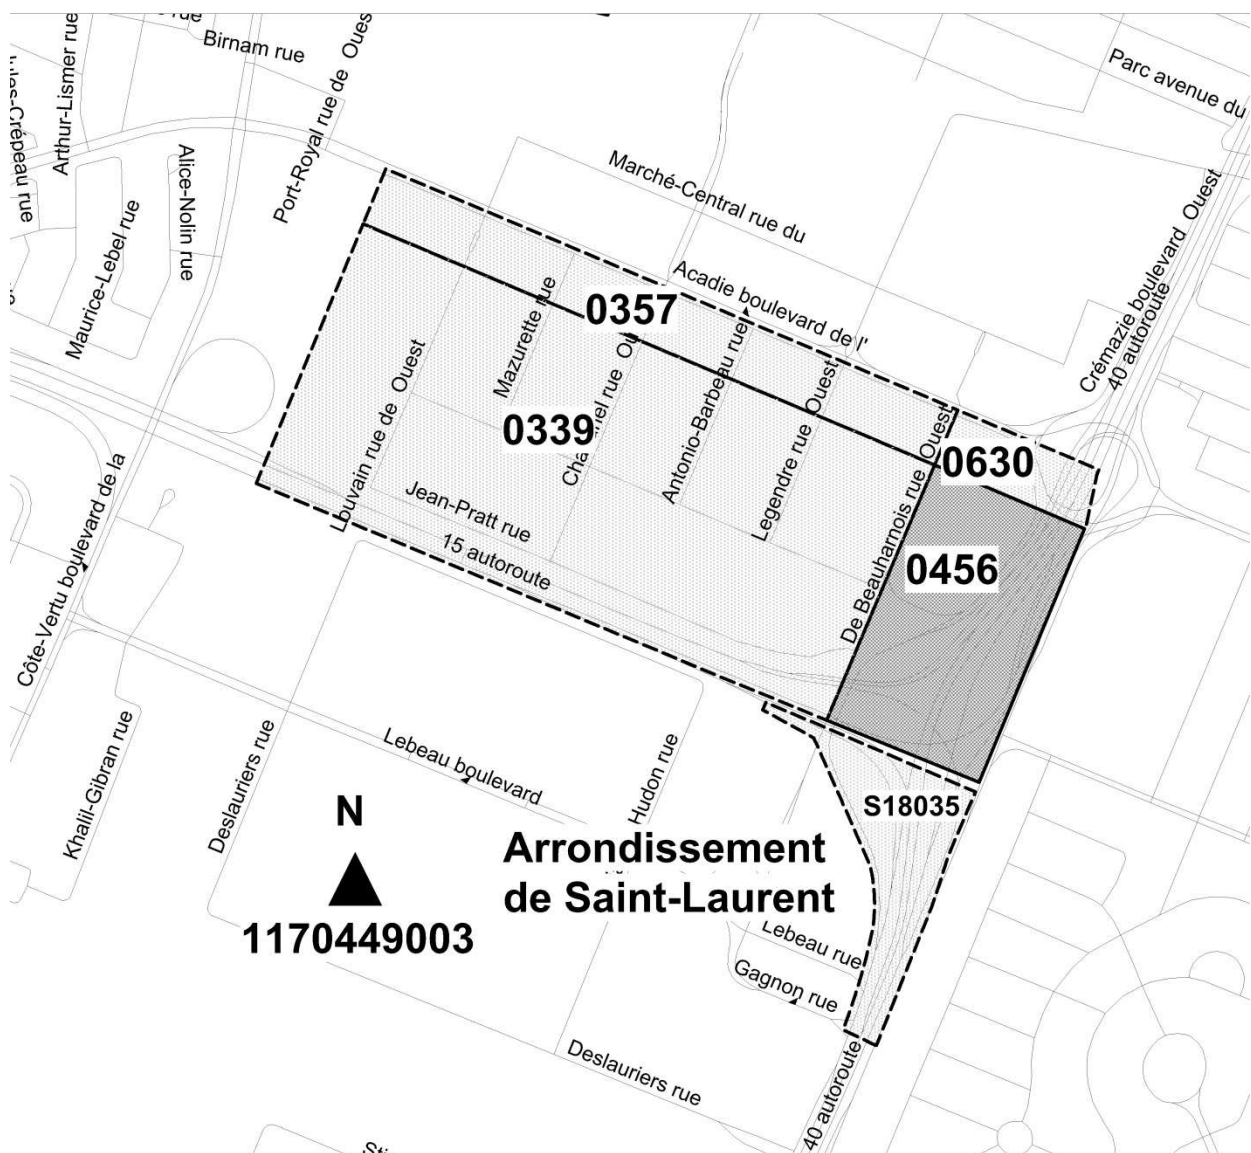 Birnam rue
Parc avenue du
Arthur-Lismer rue
Port-Royal rue de Ouest
Jules-Crépeau rue
Alice-Nolin rue
Maurice-Lebel rue
Marché-Central rue du
Crémazie boulevard Ouest
40 autoroute
Acadie boulevard de l'
0357
Mazurette rue
Louvain rue de Ouest
0339
rue
Antonio-Barbeau rue
Legendre rue Ouest
De Beauharnois rue Ouest
0630
0456
Jean-Pratt rue
15 autoroute
Côte-Vertu boulevard de la
Khalil-Gibran rue
Deslauriers rue
Lebeau boulevard
Hudon rue
S18035
N
1170449003
Arrondissement
de Saint-Laurent
Lebeau rue
Gagnon rue
Deslauriers rue
40 autoroute